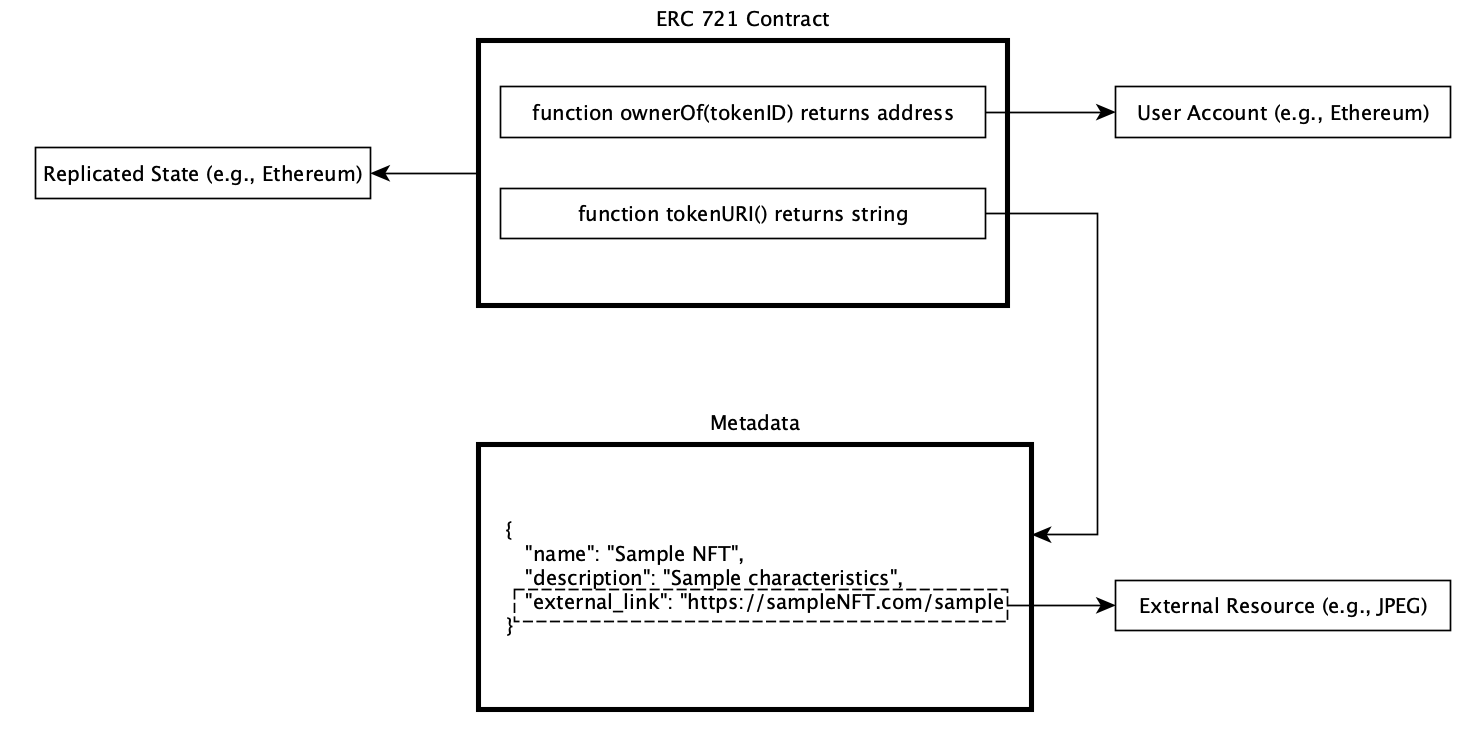 ERC 721 Contract
function ownerOf(tokenID) returns address
User Account (e.g., Ethereum)
Replicated State (e.g., Ethereum)
function tokenURI() returns string
Metadata
{
"name": "Sample NFT",
"description": "Sample characteristics",
"external_link": "https://sampleNFT.com/sample
}
External Resource (e.g., JPEG)